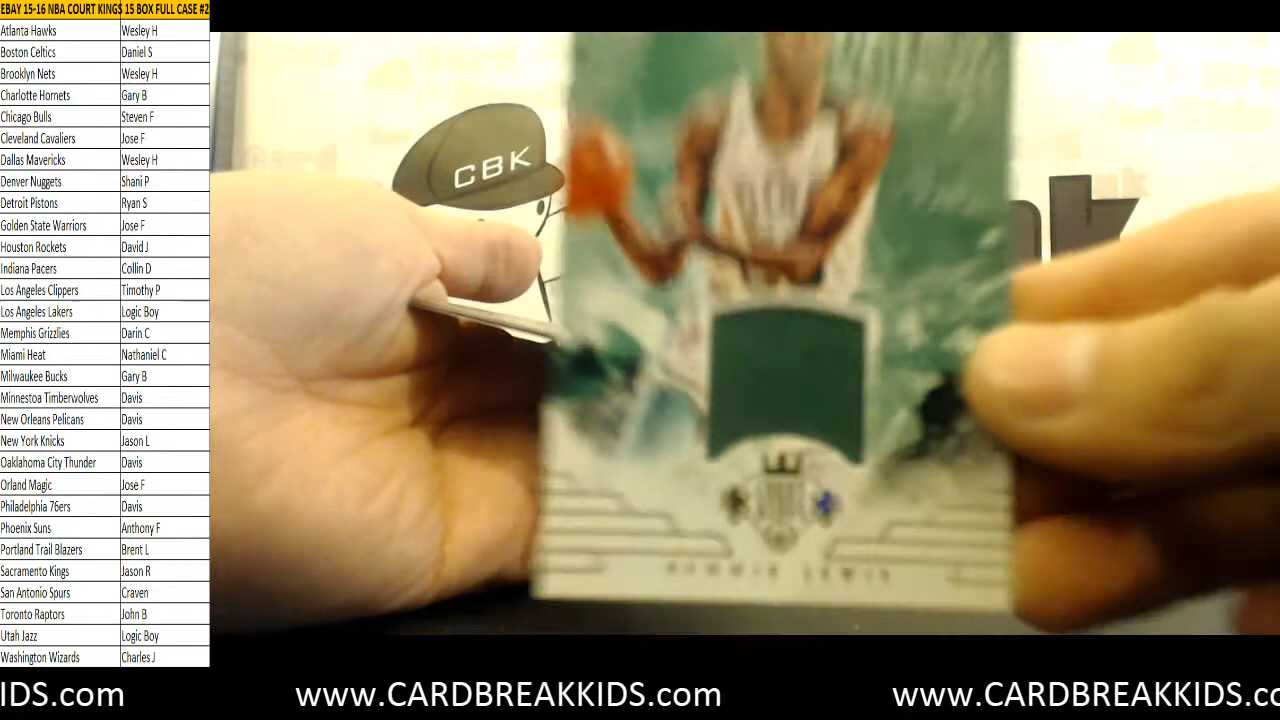 EBAY 15-16 NBA COURT KINGS 15 BOX FULL CASE #2
Atlanta Hawks Wesley H
Boston Celtics Daniel S
Brooklyn Nets Wesley H
Charlotte Hornets Gary B
Chicago Bulls Steven F
Cleveland Cavaliers Jose F
Dallas Mavericks Wesley H
Denver Nuggets Shani P
Detroit Pistons Ryan S
Golden State Warriors Jose F
Houston Rockets David J
Indiana Pacers Collin D
Los Angeles Clippers Timothy P
Los Angeles Lakers Logic Boy
Memphis Grizzlies Darin C
Miami Heat Nathaniel C
Milwaukee Bucks Gary B
Minnestoa Timberwolves Davis
New Orleans Pelicans Davis
New York Knicks Jason L
Oaklahoma City Thunder Davis
Orland Magic Jose F
Philadelphia 76ers Davis
Phoenix Suns Anthony F
Portland Trail Blazers Brent L
Sacramento Kings Jason R
San Antonio Spurs Craven
Toronto Raptors John B
Utah Jazz Logic Boy
Washington Wizards Charles J
CBK
LEWIS
IDS.com www.CARDBREAKKIDS.com www.CARDBREAKKIDS.co